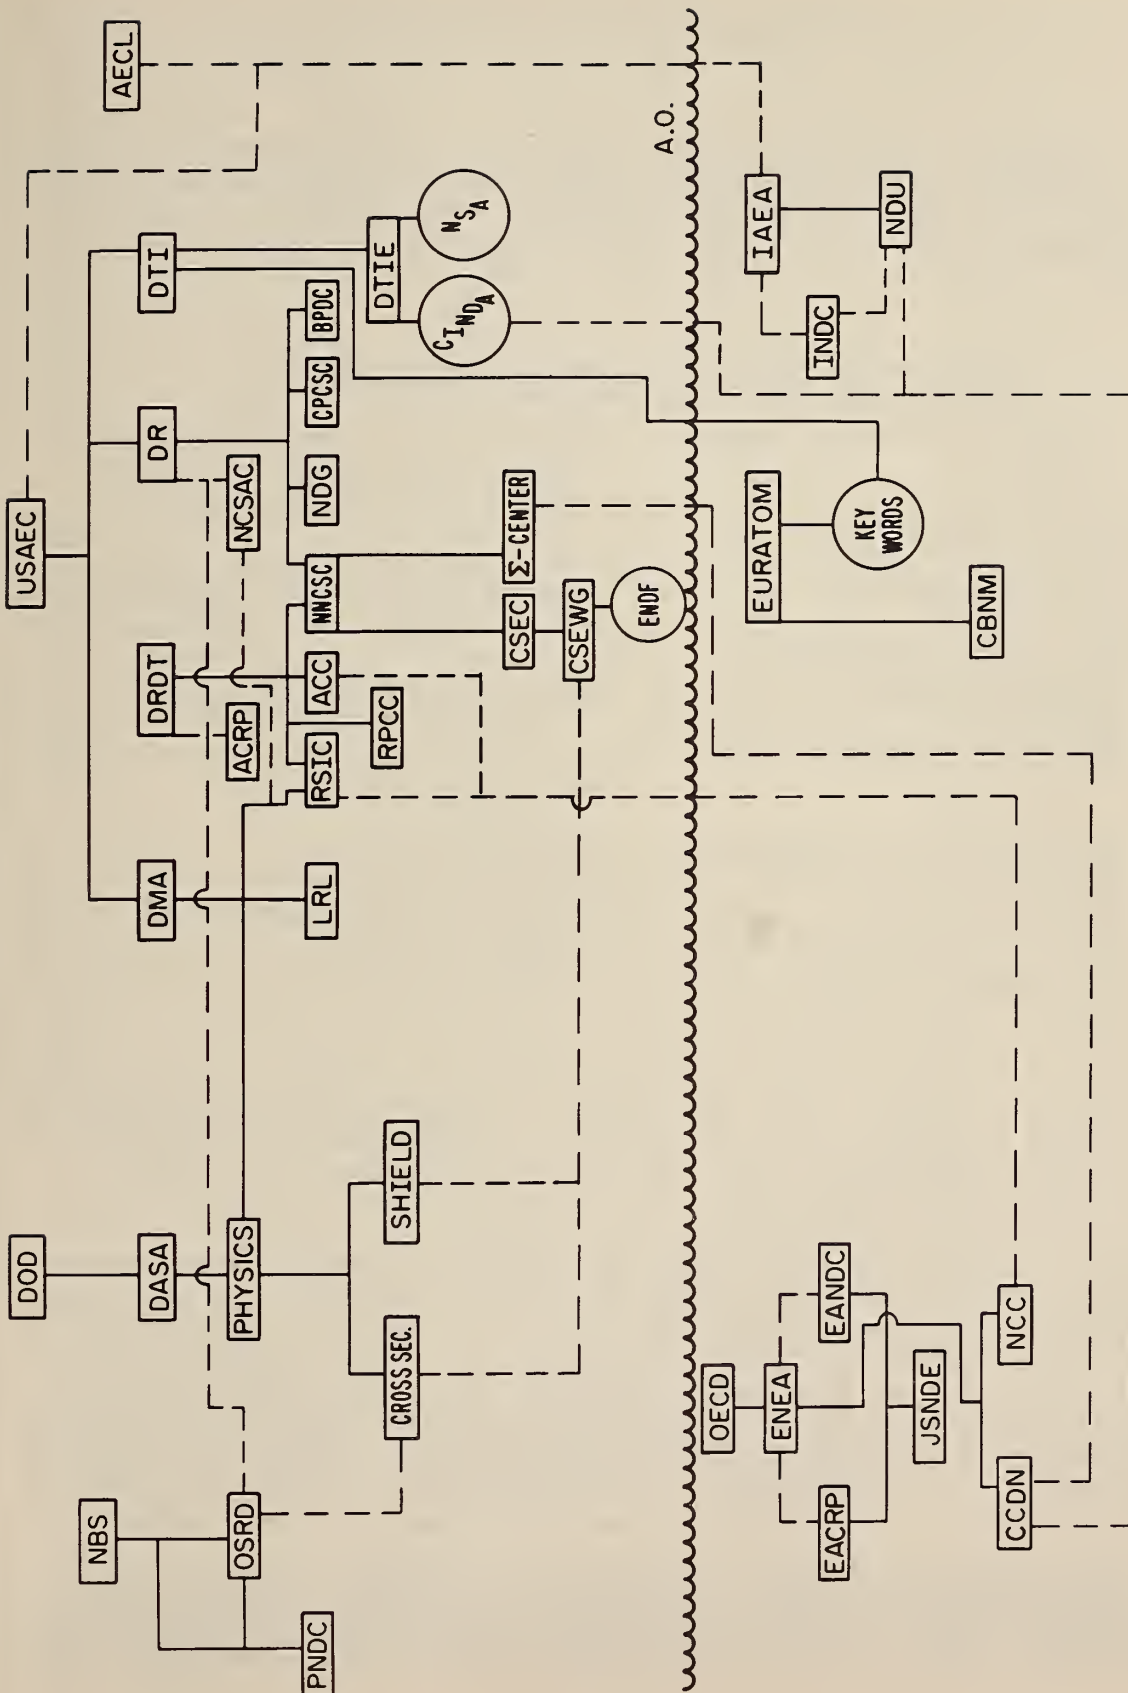 NBS
DOD
USAEC
AECL
DASA
DMA
DRDT
DR
DTI
OSRD
PHYSICS
ACRP
NCSAC
PNDC
LRL
RSIC
ACC
NNCSC
NDG
CPCSC
BPDC
CROSS SEC.
SHIELD
RPCC
DTIE
CINDA
NSA
CSEC
Σ-CENTER
CSEWG
ENDF
A.O.
OECD
ENEA
EURATOM
IAEA
EACRP
EANDC
INDC
KEY
WORDS
NDU
JSNDE
CBNM
CCDN
NCC